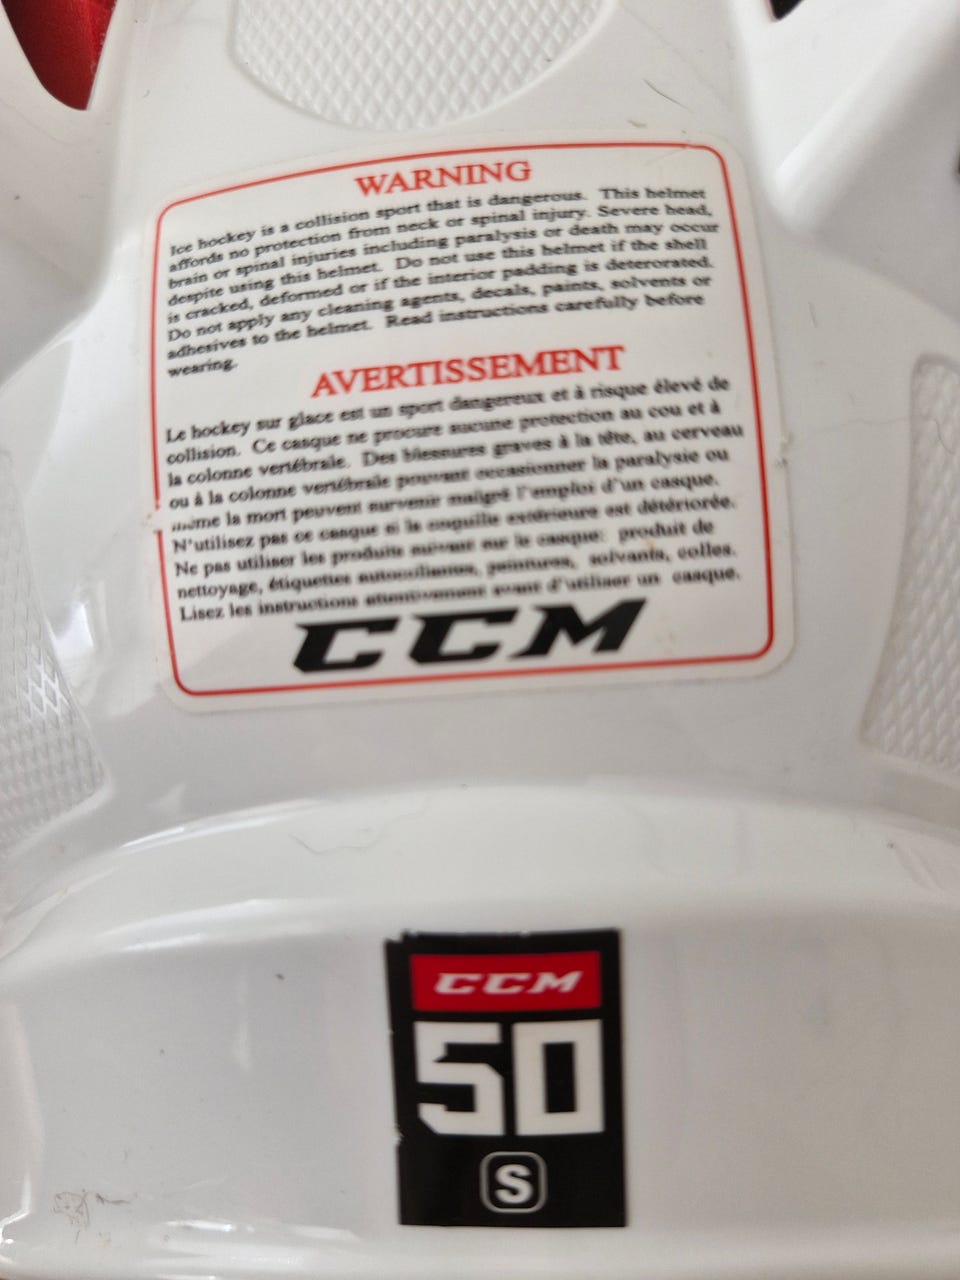 WARNING
Ice hockey is a collision sport that is dangerous. This helmet
affords no protection from neck or spinal injury. Severe head,
brain or spinal injuries including paralysis or death may occur
despite using this helmet. Do not use this helmet if the shell
is cracked, deformed or if the interior padding is deterorated.
Do not apply any cleaning agents, decals, paints, solvents or
adhesives to the helmet. Read instructions carefully before
wearing.
AVERTISSEMENT
Le hockey sur glace est un sport dangereux et à risque élevé de
collision. Ce casque ne procure aucune protection au cou et à
la colonne vertébrale. Des blessures graves à la tête, au cerveau
ou à la colonne vertébrale pouvant occasionner la paralysie ou
même la mort peuvent survenir malgré l'emploi d'un casque.
N'utilisez pas ce casque si la coquille extérieure est détériorée.
Ne pas utiliser les produits suivant sur le casque: produit de
nettoyage, étiquettes autocollantes, peintures, solvants, colles.
Lisez les instructions attentivement avant d'utiliser un casque.
CCM
CCM
50
S